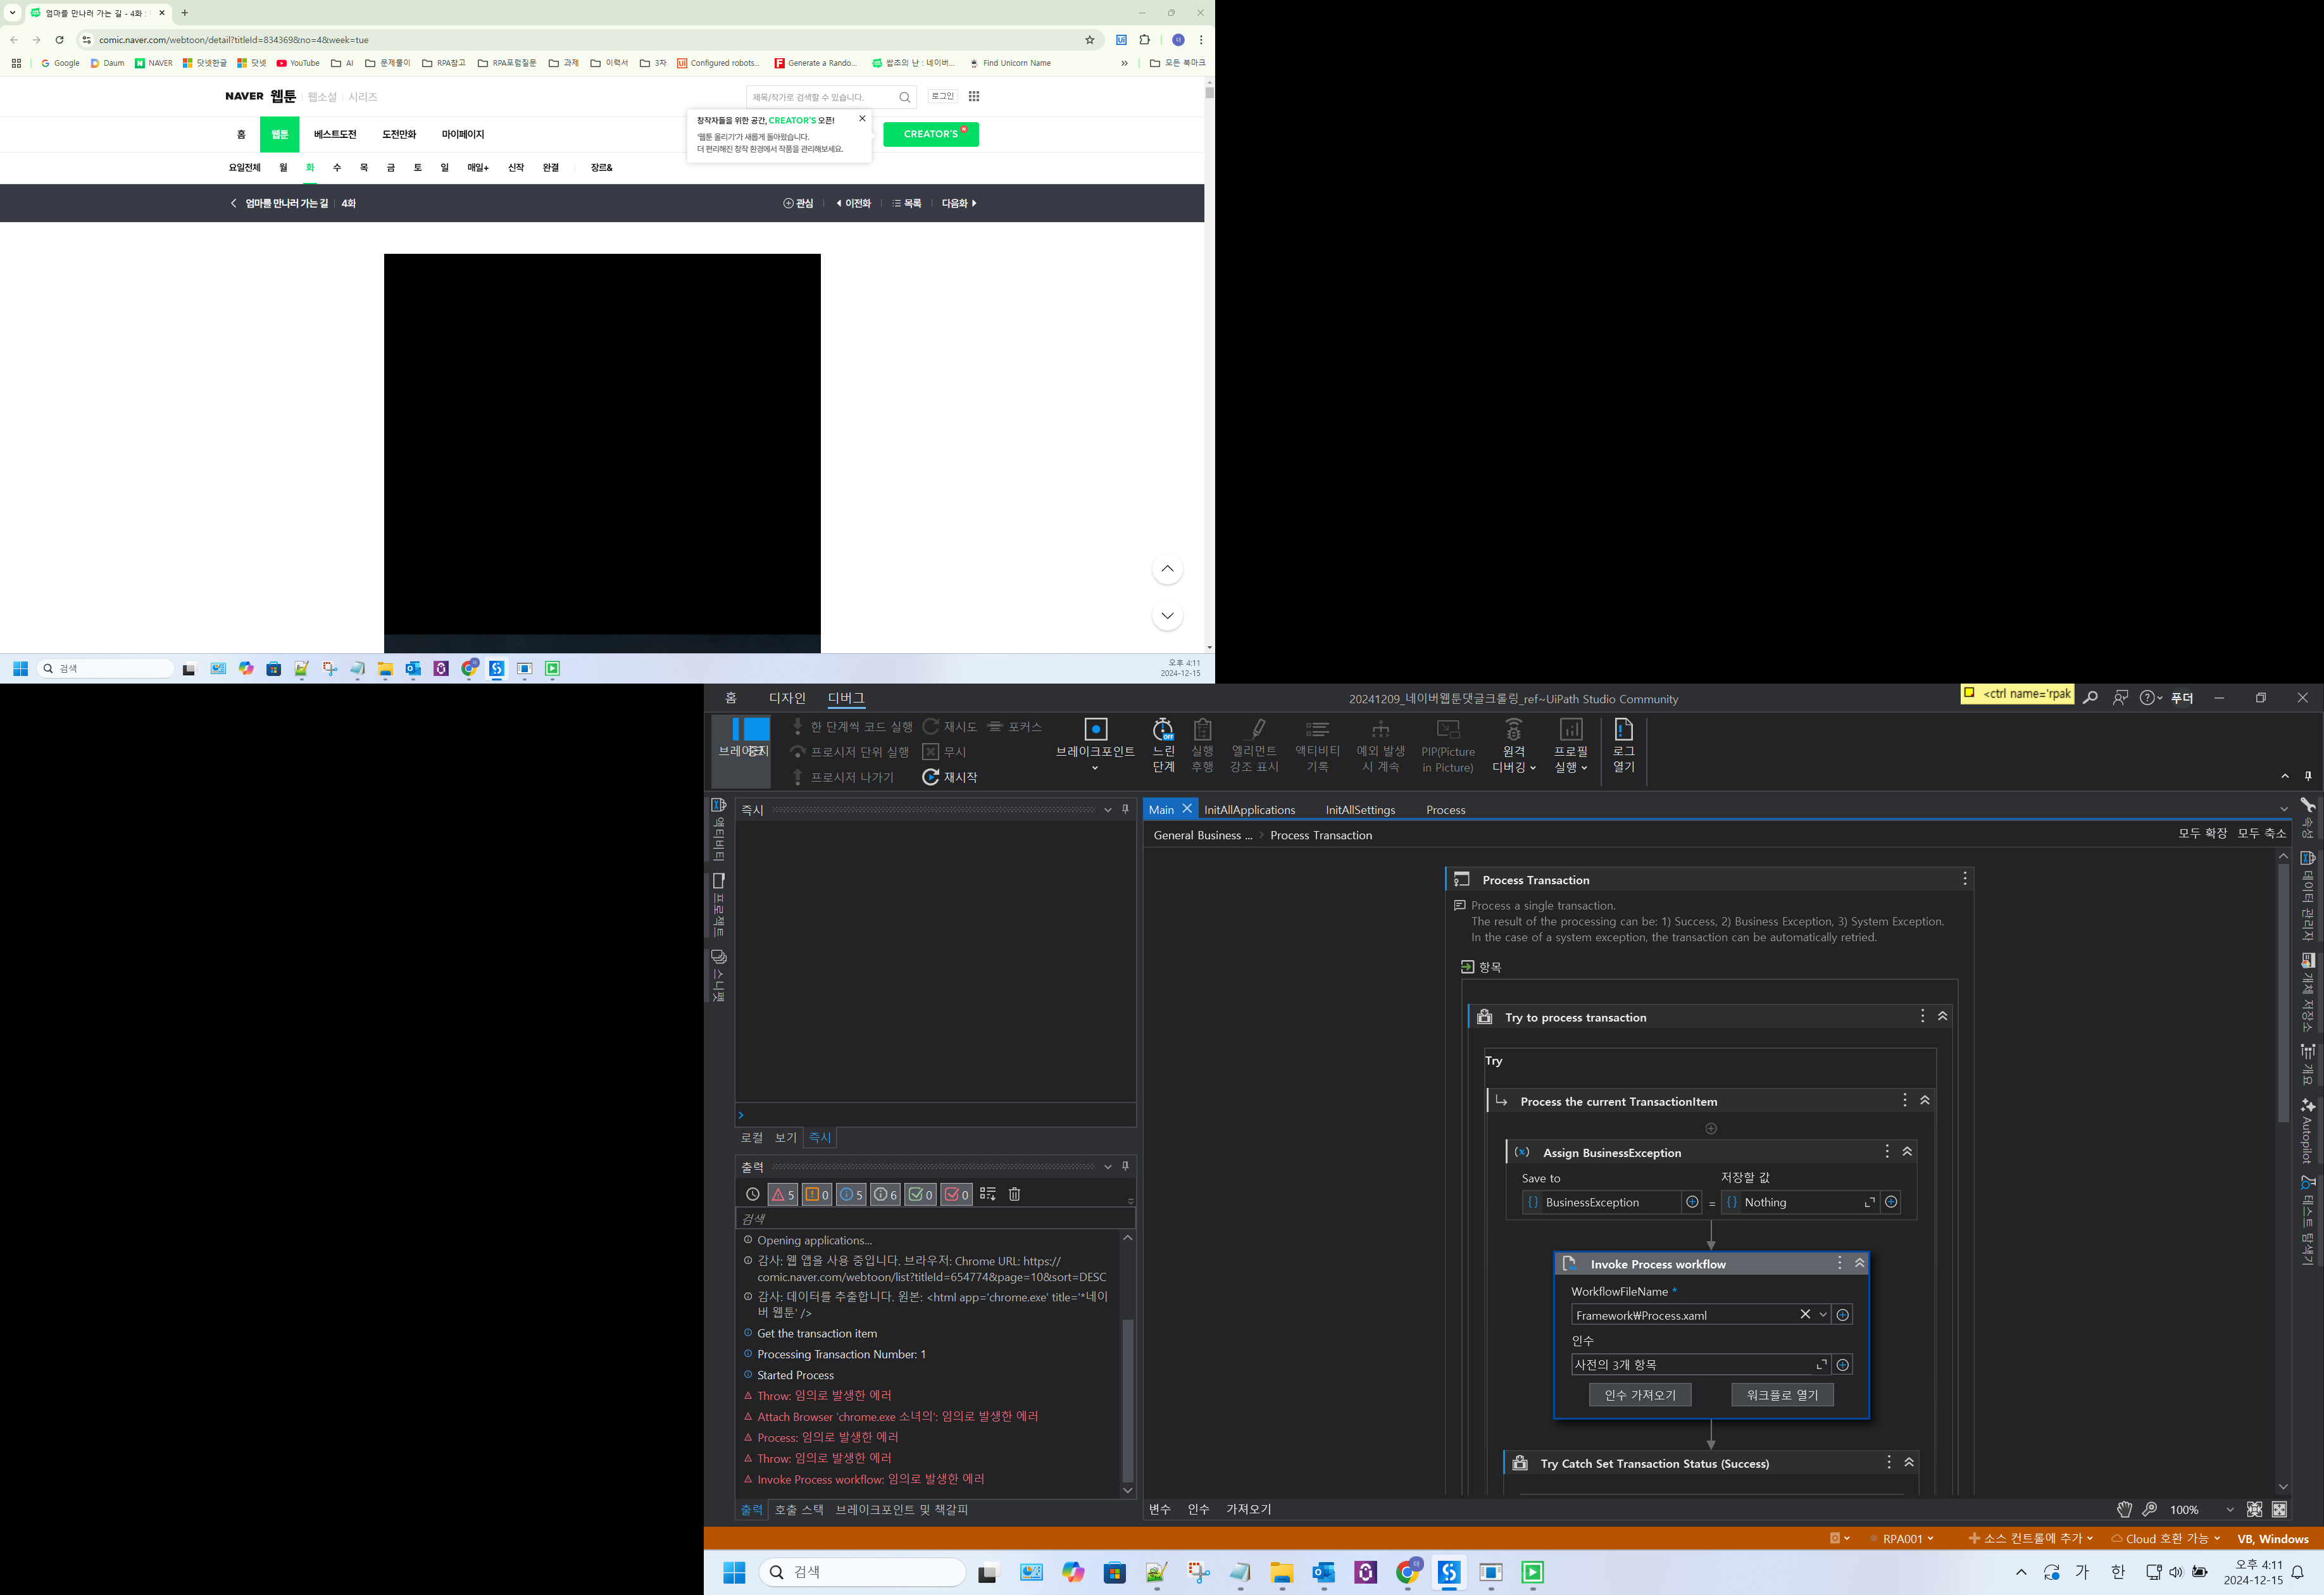 엄마를 만나러 가는 길 - 4화 :
comic.naver.com/webtoon/detail?titleId=834369&no=4&week=tue
Google Daum NAVER 닷넷한글 닷넷 YouTube AI 문제풀이 RPA참고 RPA포럼질문 과제 이력서 3차 Configured robots... Generate a Rando... 쌉초의 난 : 네이버... Find Unicorn Name » 모든 북마크
NAVER 웹툰 웹소설 시리즈
제목/작가로 검색할 수 있습니다. 로그인
창작자들을 위한 공간, CREATOR'S 오픈!
'웹툰 올리기'가 새롭게 돌아왔습니다.
더 편리해진 창작 환경에서 작품을 관리해보세요.
홈 웹툰 베스트도전 도전만화 마이페이지 CREATOR'S
요일전체 월 화 수 목 금 토 일 매일+ 신작 완결 장르&
엄마를 만나러 가는 길 4화 관심 이전화 목록 다음화
검색
오후 4:11
2024-12-15
홈 디자인 디버그
20241209_네이버웹툰댓글크롤링_ref~UiPath Studio Community
<ctrl name='rpak
푸더
한 단계씩 코드 실행 재시도 포커스
프로시저 단위 실행 무시
프로시저 나가기 재시작
브레이크포인트
느린 단계
OFF
실행 후행
엘리먼트 강조 표시
액티비티 기록
예외 발생 시 계속
PIP(Picture in Picture)
원격 디버깅
프로필 실행
로그 열기
액티비티
프로젝트
스니펫
즉시
로컬 보기 즉시
출력
5 0 5 6 0 0
검색
Opening applications...
감사: 웹 앱을 사용 중입니다. 브라우저: Chrome URL: https://
comic.naver.com/webtoon/list?titleId=654774&page=10&sort=DESC
감사: 데이터를 추출합니다. 원본: <html app='chrome.exe' title='*네이
버 웹툰' />
Get the transaction item
Processing Transaction Number: 1
Started Process
Throw: 임의로 발생한 에러
Attach Browser 'chrome.exe 소녀의': 임의로 발생한 에러
Process: 임의로 발생한 에러
Throw: 임의로 발생한 에러
Invoke Process workflow: 임의로 발생한 에러
출력 호출 스택 브레이크포인트 및 책갈피
Main InitAllApplications InitAllSettings Process
General Business ... > Process Transaction
모두 확장 모두 축소
Process Transaction
Process a single transaction.
The result of the processing can be: 1) Success, 2) Business Exception, 3) System Exception.
In the case of a system exception, the transaction can be automatically retried.
항목
Try to process transaction
Try
Process the current TransactionItem
(x) Assign BusinessException
Save to 저장할 값
{} BusinessException = {} Nothing
Invoke Process workflow
WorkflowFileName *
Framework₩Process.xaml
인수
사전의 3개 항목
인수 가져오기 워크플로 열기
Try Catch Set Transaction Status (Success)
변수 인수 가져오기
100%
속성
데이터 관리자
개체 저장소
개요
Autopilot
테스트 탐색기
0 RPA001 소스 컨트롤에 추가 Cloud 호환 가능 VB, Windows
검색
가 한
오후 4:11
2024-12-15